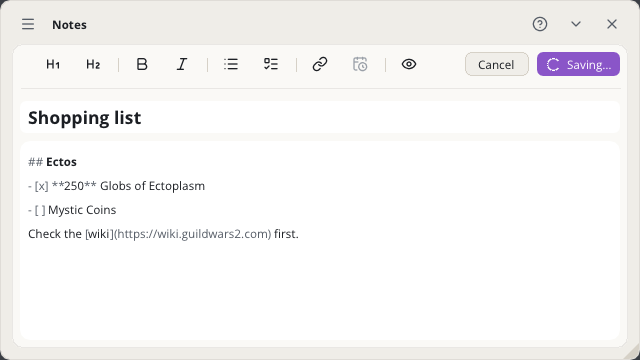 Notes
H1 H2 B I Cancel Saving...
Shopping list
## Ectos
- [x] **250** Globs of Ectoplasm
- [ ] Mystic Coins
Check the [wiki](https://wiki.guildwars2.com) first.